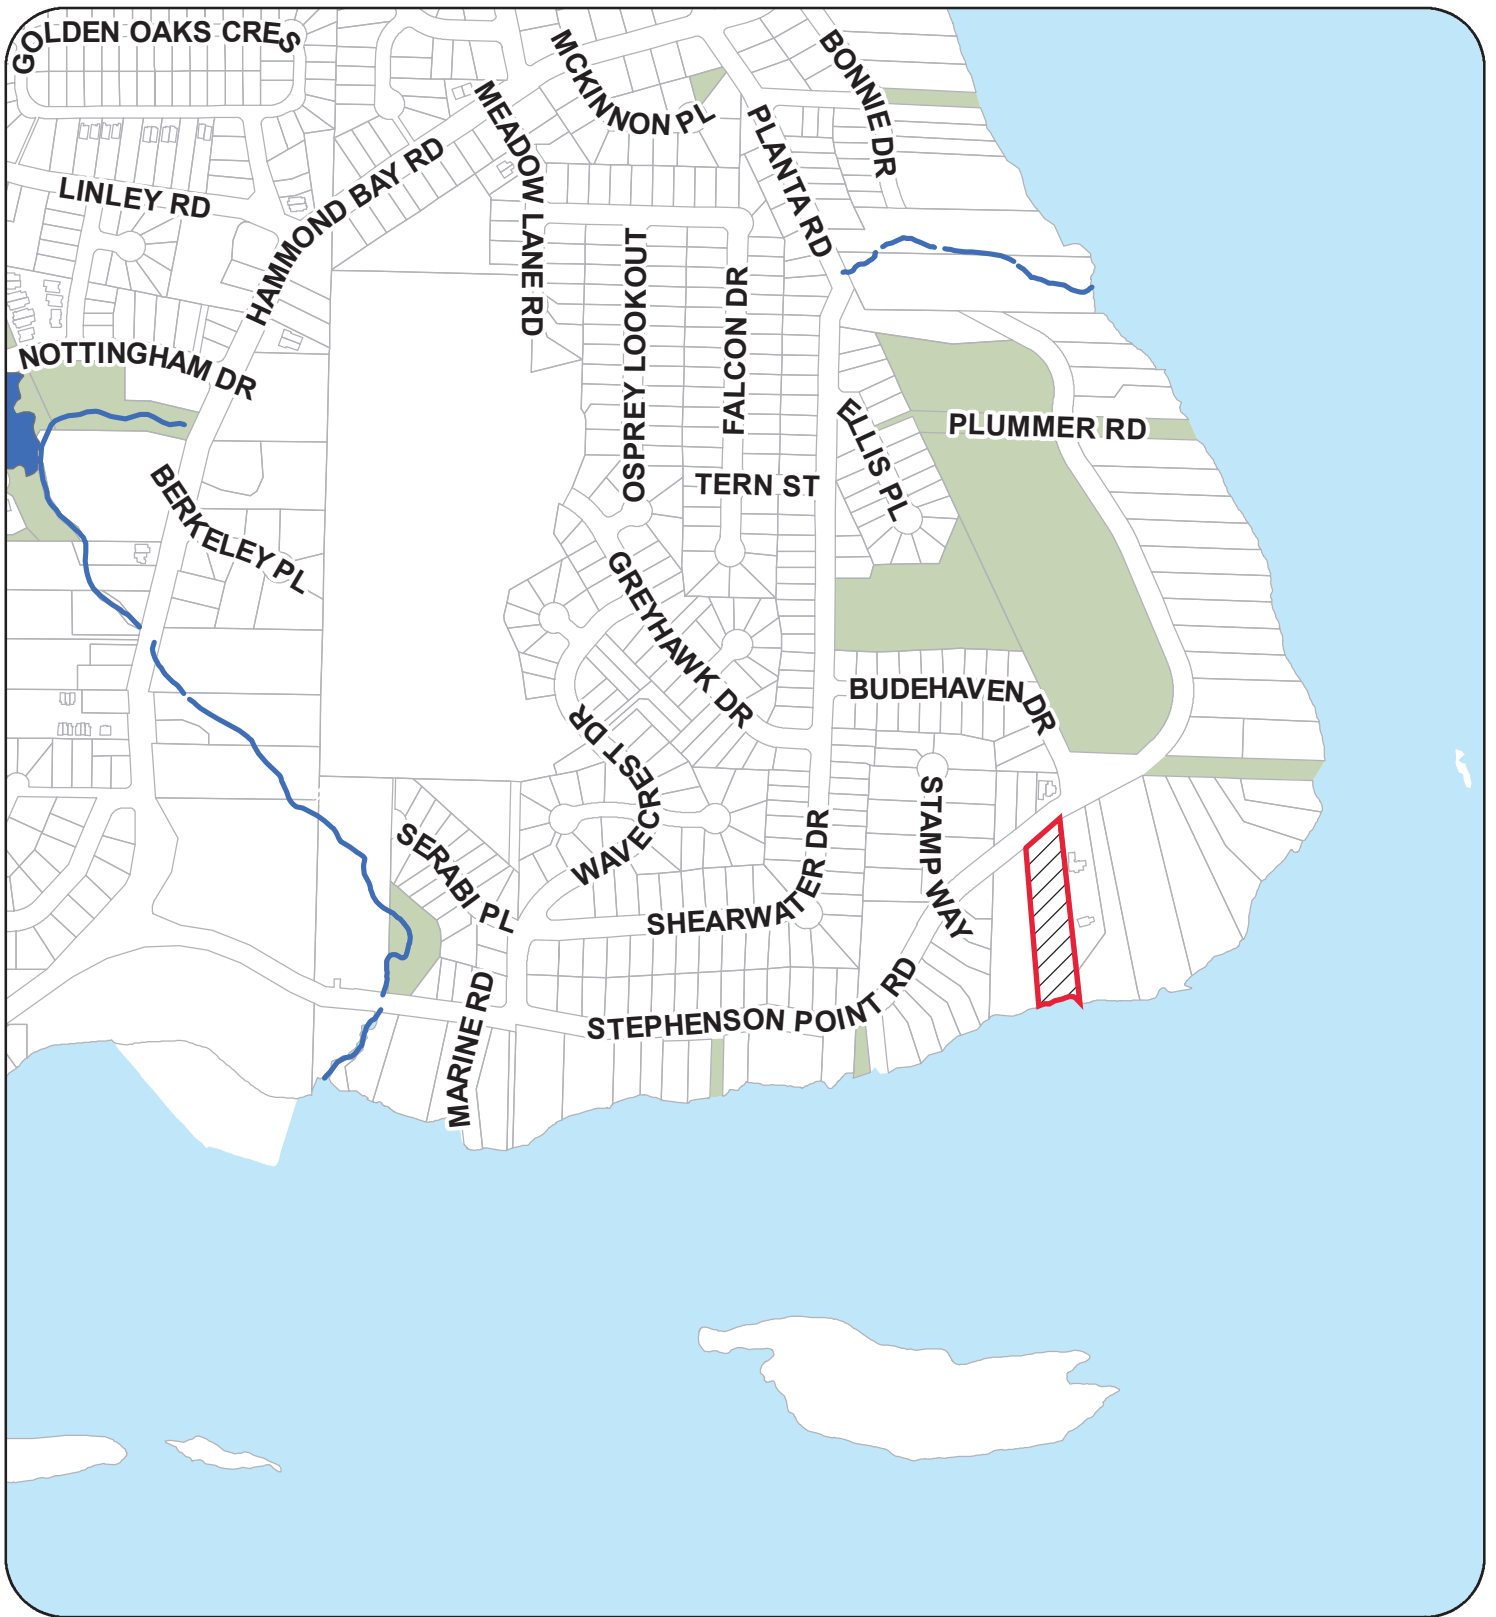 GOLDEN OAKS CRES
MCKINNON PL
BONNIE DR
MEADOW LANE RD
PLANTA RD
HAMMOND BAY RD
LINLEY RD
OSPREY LOOKOUT
FALCON DR
NOTTINGHAM DR
ELLIS PL
PLUMMER RD
BERKELEY PL
TERN ST
GREYHAWK DR
BUDEHAVEN DR
WAVECREST DR
STAMP WAY
SERABI PL
SHEARWATER DR
MARINE RD
STEPHENSON POINT RD